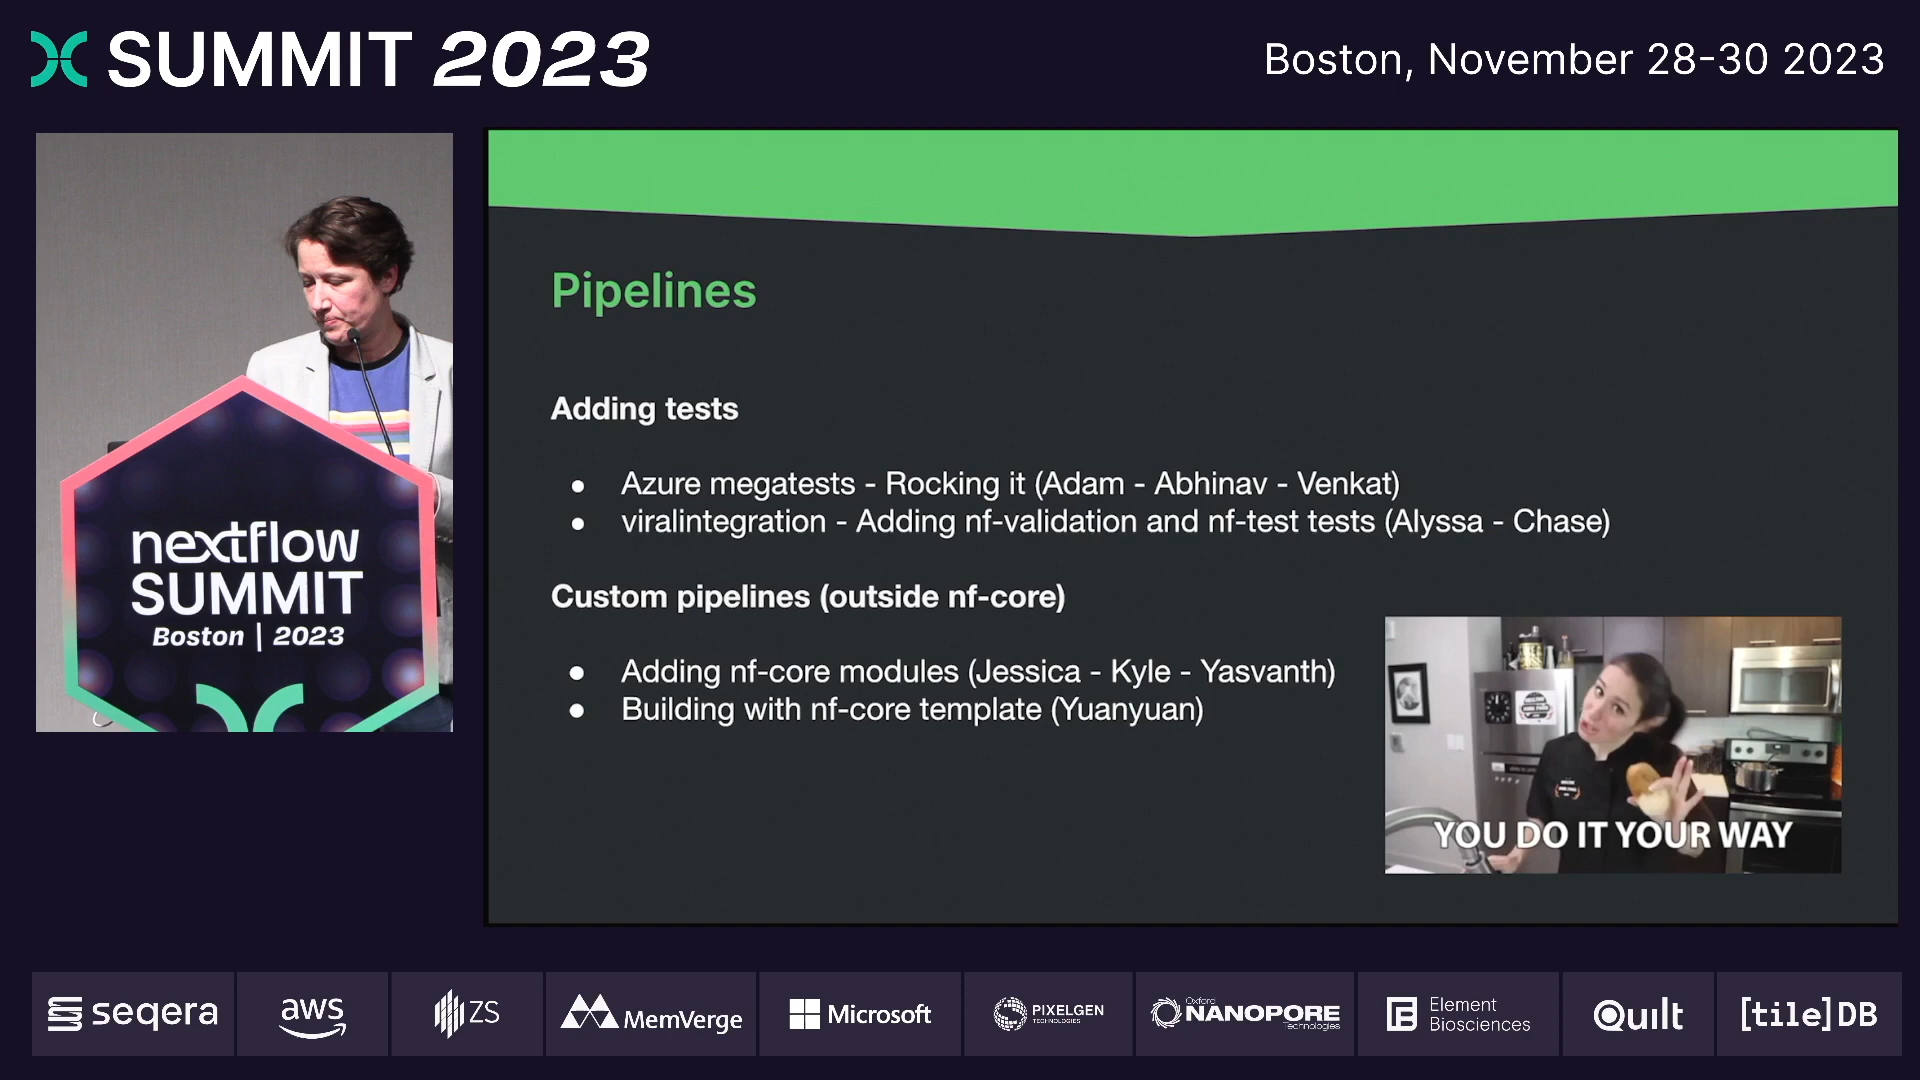 SUMMIT 2023
Boston, November 28-30 2023
nextflow
SUMMIT
Boston | 2023
Pipelines
Adding tests
● Azure megatests - Rocking it (Adam - Abhinav - Venkat)
● viralintegration - Adding nf-validation and nf-test tests (Alyssa - Chase)
Custom pipelines (outside nf-core)
● Adding nf-core modules (Jessica - Kyle - Yasvanth)
● Building with nf-core template (Yuanyuan)
YOU DO IT YOUR WAY
seqera
aws
ZS
MemVerge
Microsoft
PIXELGEN
TECHNOLOGIES
Oxford
NANOPORE
Technologies
Element
Biosciences
Quilt
[tile]DB